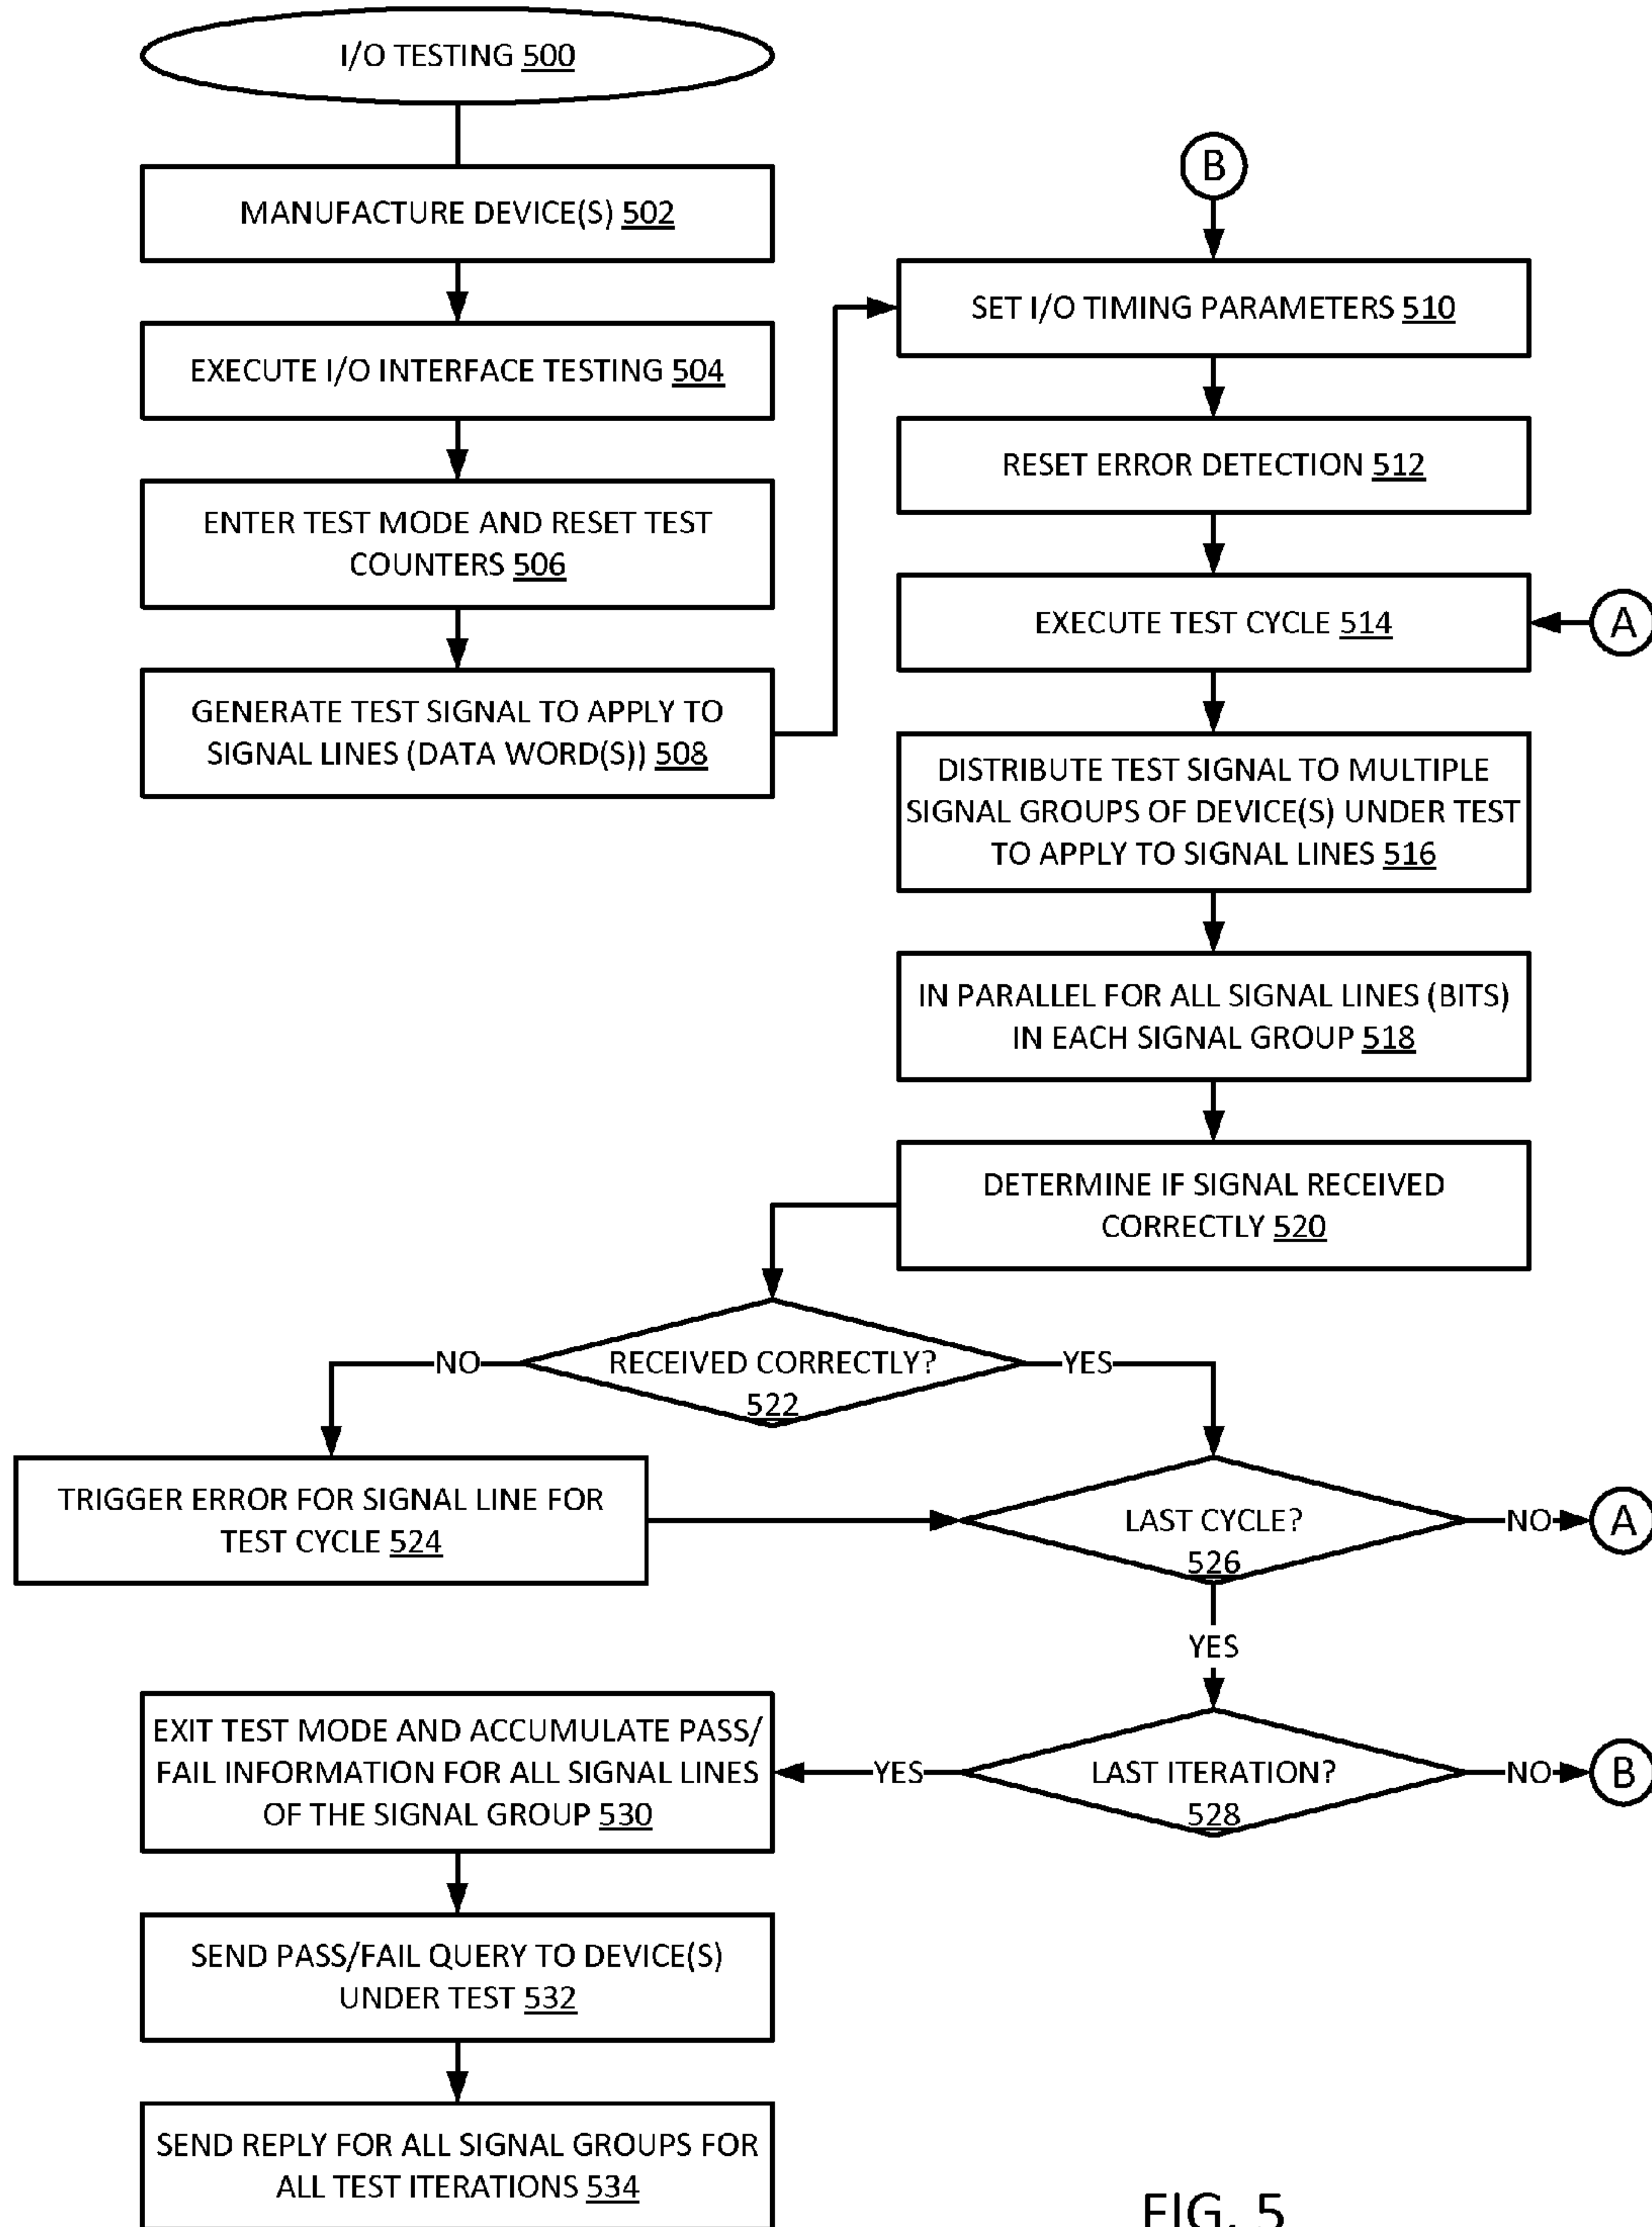 I/O TESTING 500
MANUFACTURE DEVICE(S) 502
EXECUTE I/O INTERFACE TESTING 504
ENTER TEST MODE AND RESET TEST
COUNTERS 506
GENERATE TEST SIGNAL TO APPLY TO
SIGNAL LINES (DATA WORD(S)) 508
B
SET I/O TIMING PARAMETERS 510
RESET ERROR DETECTION 512
EXECUTE TEST CYCLE 514
A
DISTRIBUTE TEST SIGNAL TO MULTIPLE
SIGNAL GROUPS OF DEVICE(S) UNDER TEST
TO APPLY TO SIGNAL LINES 516
IN PARALLEL FOR ALL SIGNAL LINES (BITS)
IN EACH SIGNAL GROUP 518
DETERMINE IF SIGNAL RECEIVED
CORRECTLY 520
NO
RECEIVED CORRECTLY?
522
YES
TRIGGER ERROR FOR SIGNAL LINE FOR
TEST CYCLE 524
LAST CYCLE?
526
NO
A
YES
LAST ITERATION?
528
NO
B
YES
EXIT TEST MODE AND ACCUMULATE PASS/
FAIL INFORMATION FOR ALL SIGNAL LINES
OF THE SIGNAL GROUP 530
SEND PASS/FAIL QUERY TO DEVICE(S)
UNDER TEST 532
SEND REPLY FOR ALL SIGNAL GROUPS FOR
ALL TEST ITERATIONS 534
FIG. 5